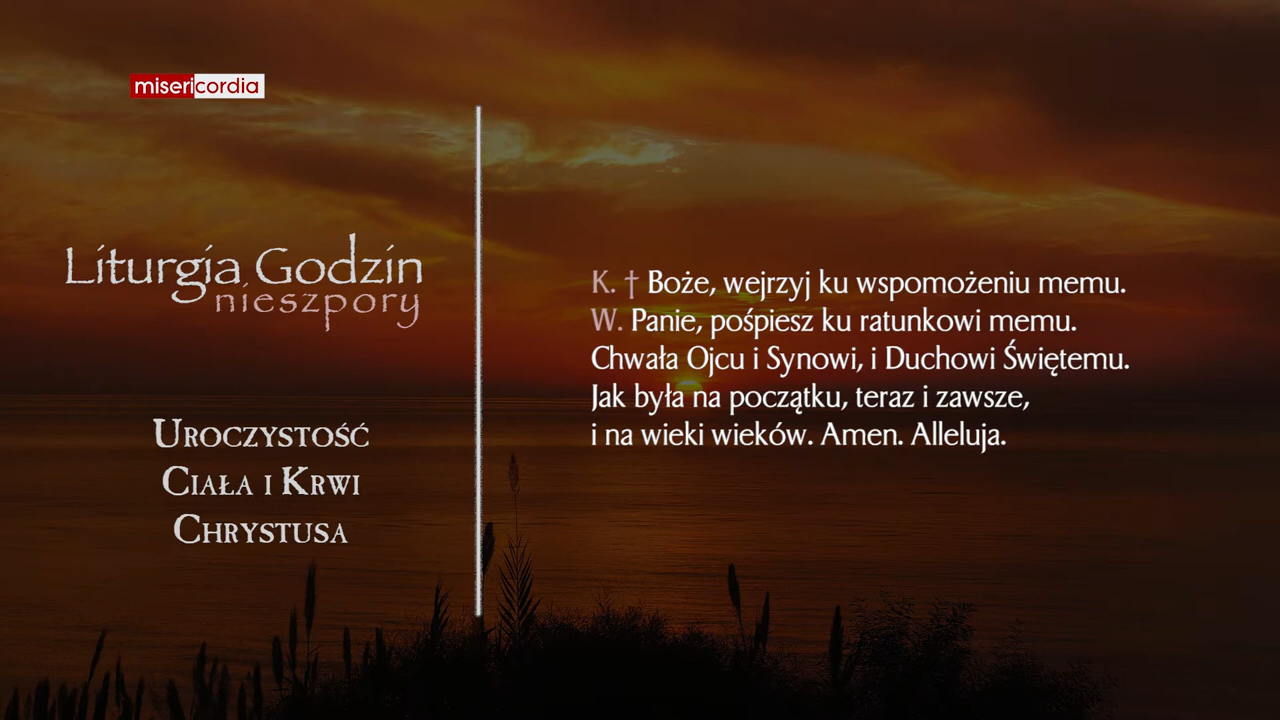 misericordia
Liturgia Godzin
nieszpory
Uroczystość
Ciała i Krwi
Chrystusa
K. † Boże, wejrzyj ku wspomożeniu memu.
W. Panie, pośpiesz ku ratunkowi memu.
Chwała Ojcu i Synowi, i Duchowi Świętemu.
Jak była na początku, teraz i zawsze,
i na wieki wieków. Amen. Alleluja.